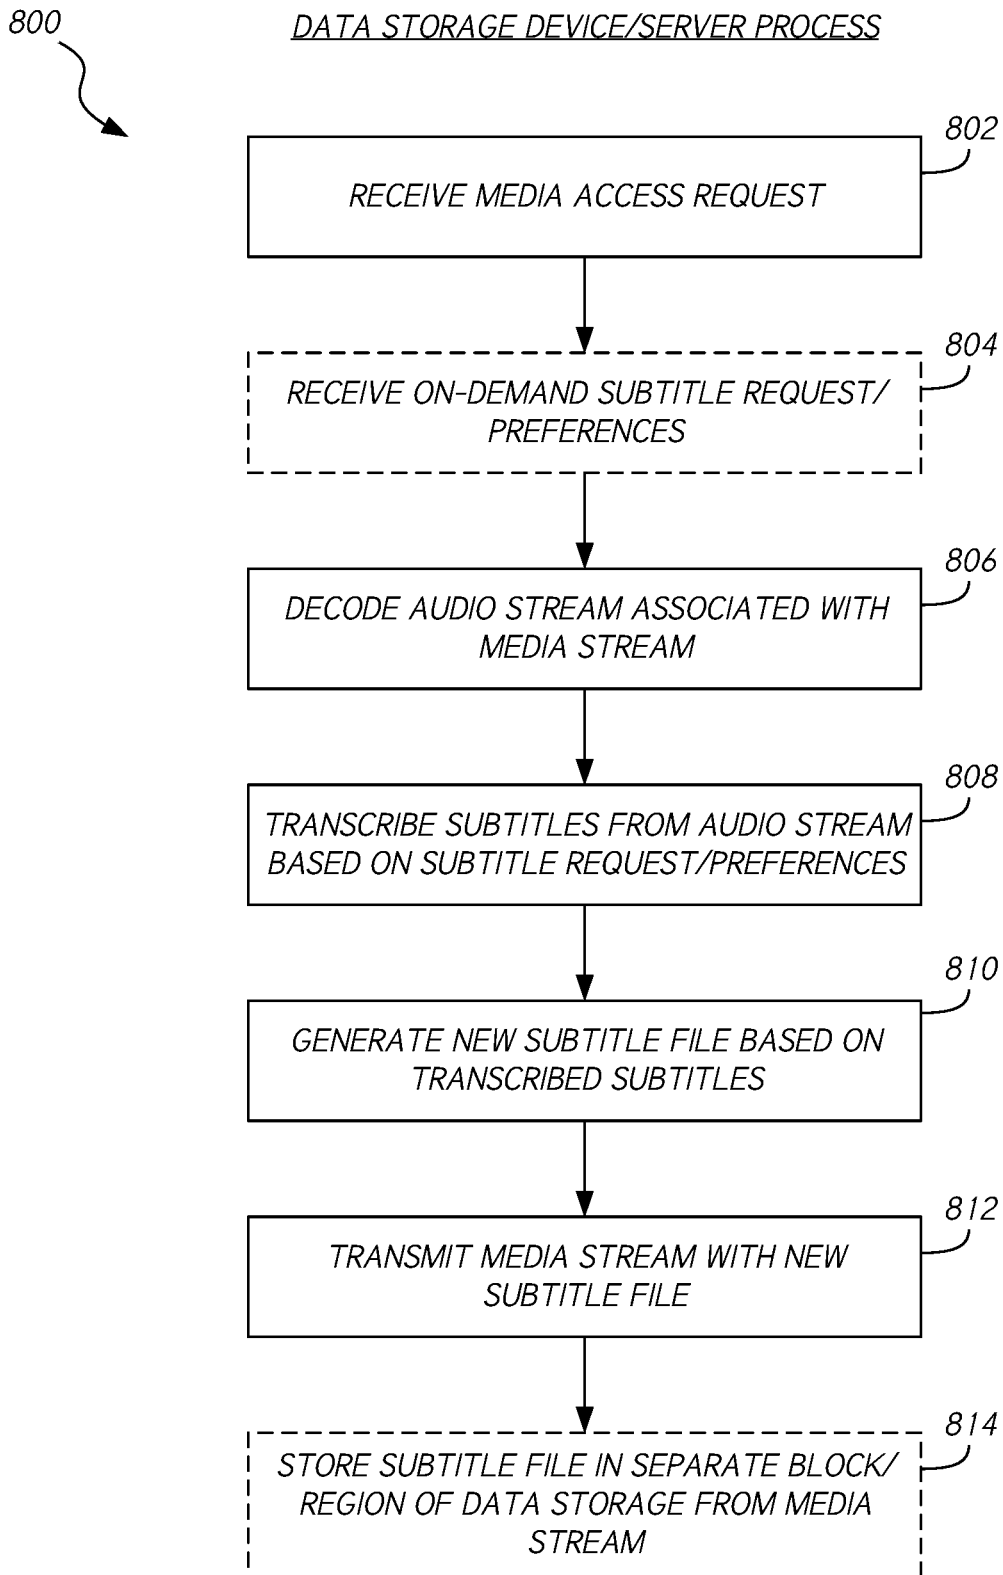 800
DATA STORAGE DEVICE/SERVER PROCESS
802
RECEIVE MEDIA ACCESS REQUEST
804
RECEIVE ON-DEMAND SUBTITLE REQUEST/
PREFERENCES
806
DECODE AUDIO STREAM ASSOCIATED WITH
MEDIA STREAM
808
TRANSCRIBE SUBTITLES FROM AUDIO STREAM
BASED ON SUBTITLE REQUEST/PREFERENCES
810
GENERATE NEW SUBTITLE FILE BASED ON
TRANSCRIBED SUBTITLES
812
TRANSMIT MEDIA STREAM WITH NEW
SUBTITLE FILE
814
STORE SUBTITLE FILE IN SEPARATE BLOCK/
REGION OF DATA STORAGE FROM MEDIA
STREAM